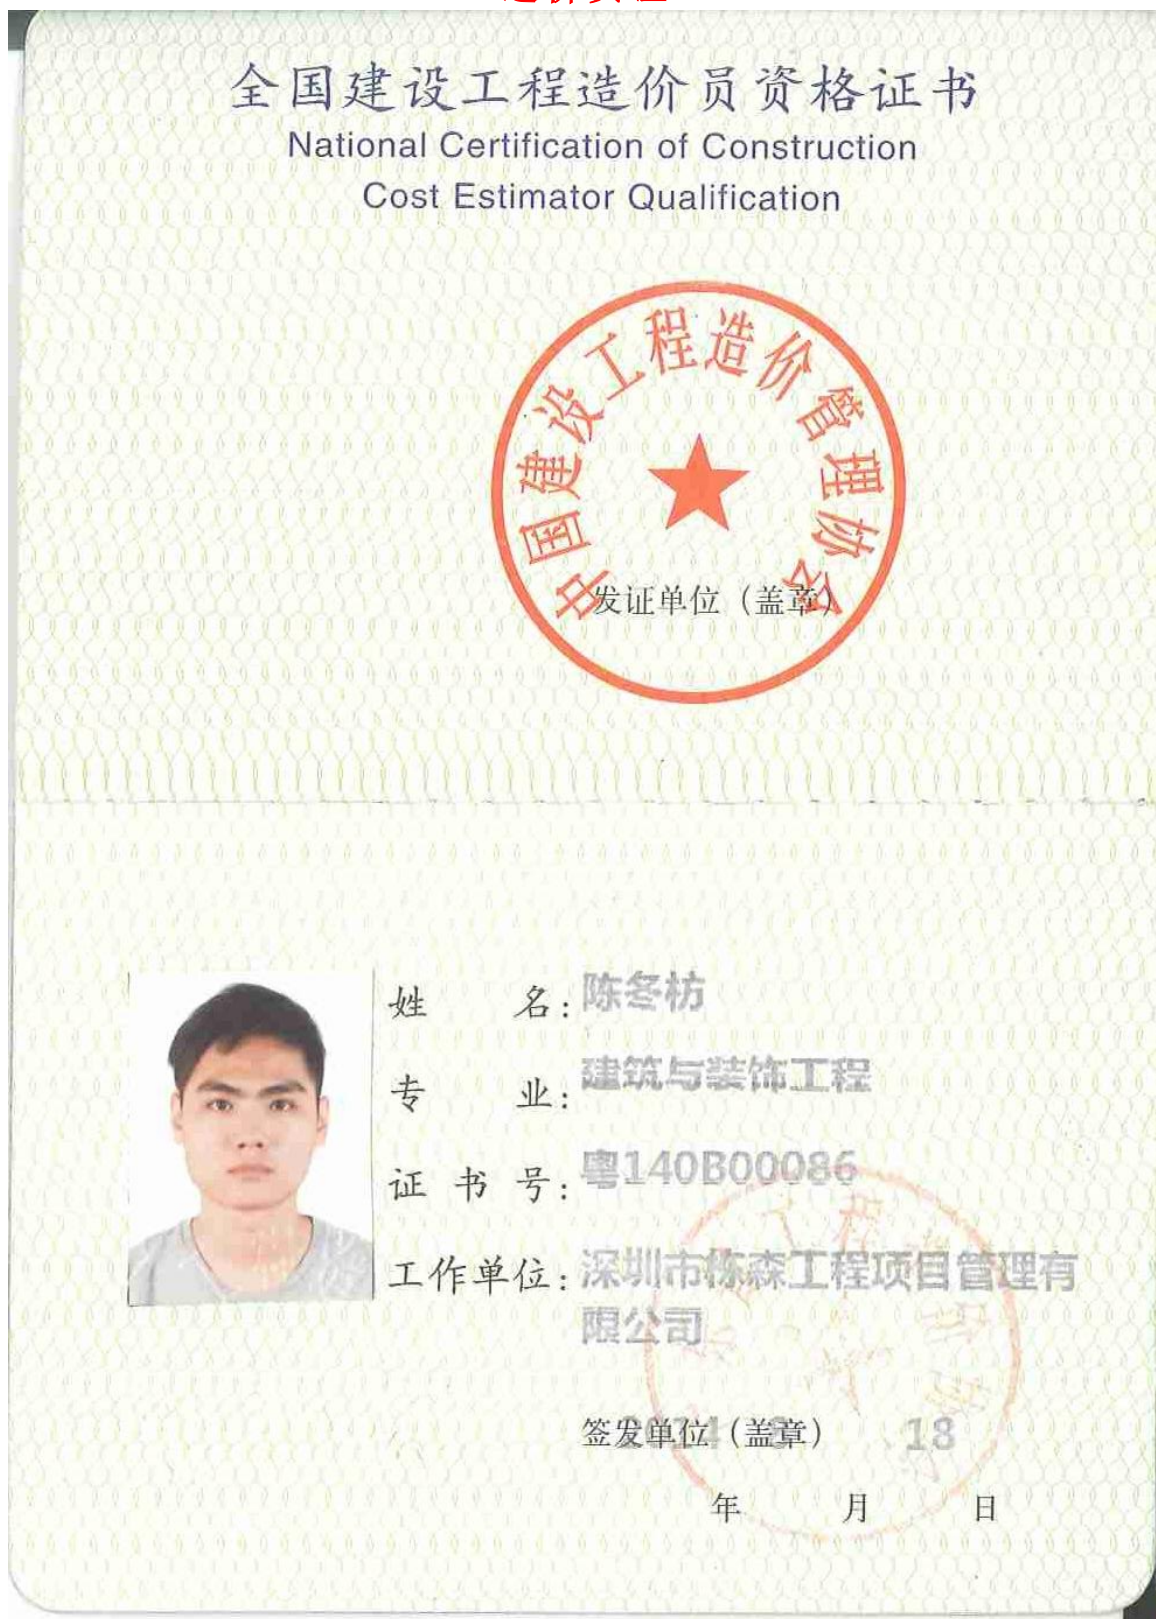 全国建设工程造价员资格证书
National Certification of Construction
Cost Estimator Qualification
中国建设工程造价管理协会
发证单位（盖章）
姓 名：陈冬枋
专 业：建筑与装饰工程
证 书 号：粤140B00086
工作单位：深圳市栋森工程项目管理有
限公司
签发单位（盖章）
2014 18
年 月 日